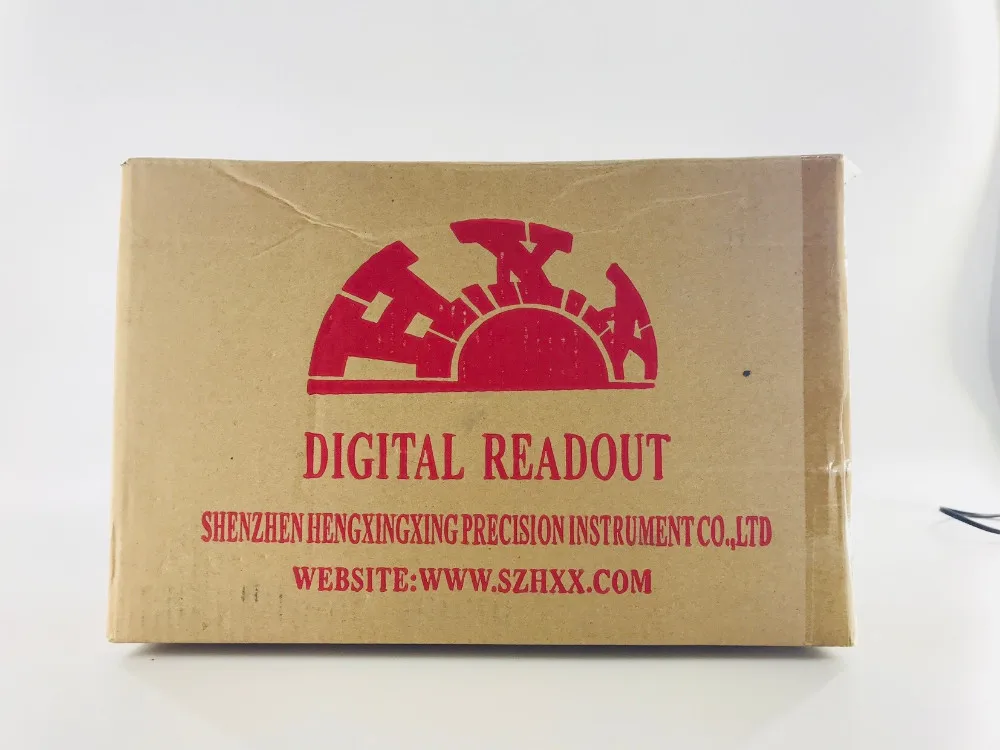 HXX
DIGITAL READOUT
SHENZHEN HENGXINGXING PRECISION INSTRUMENT CO.,LTD
WEBSITE:WWW.SZHXX.COM